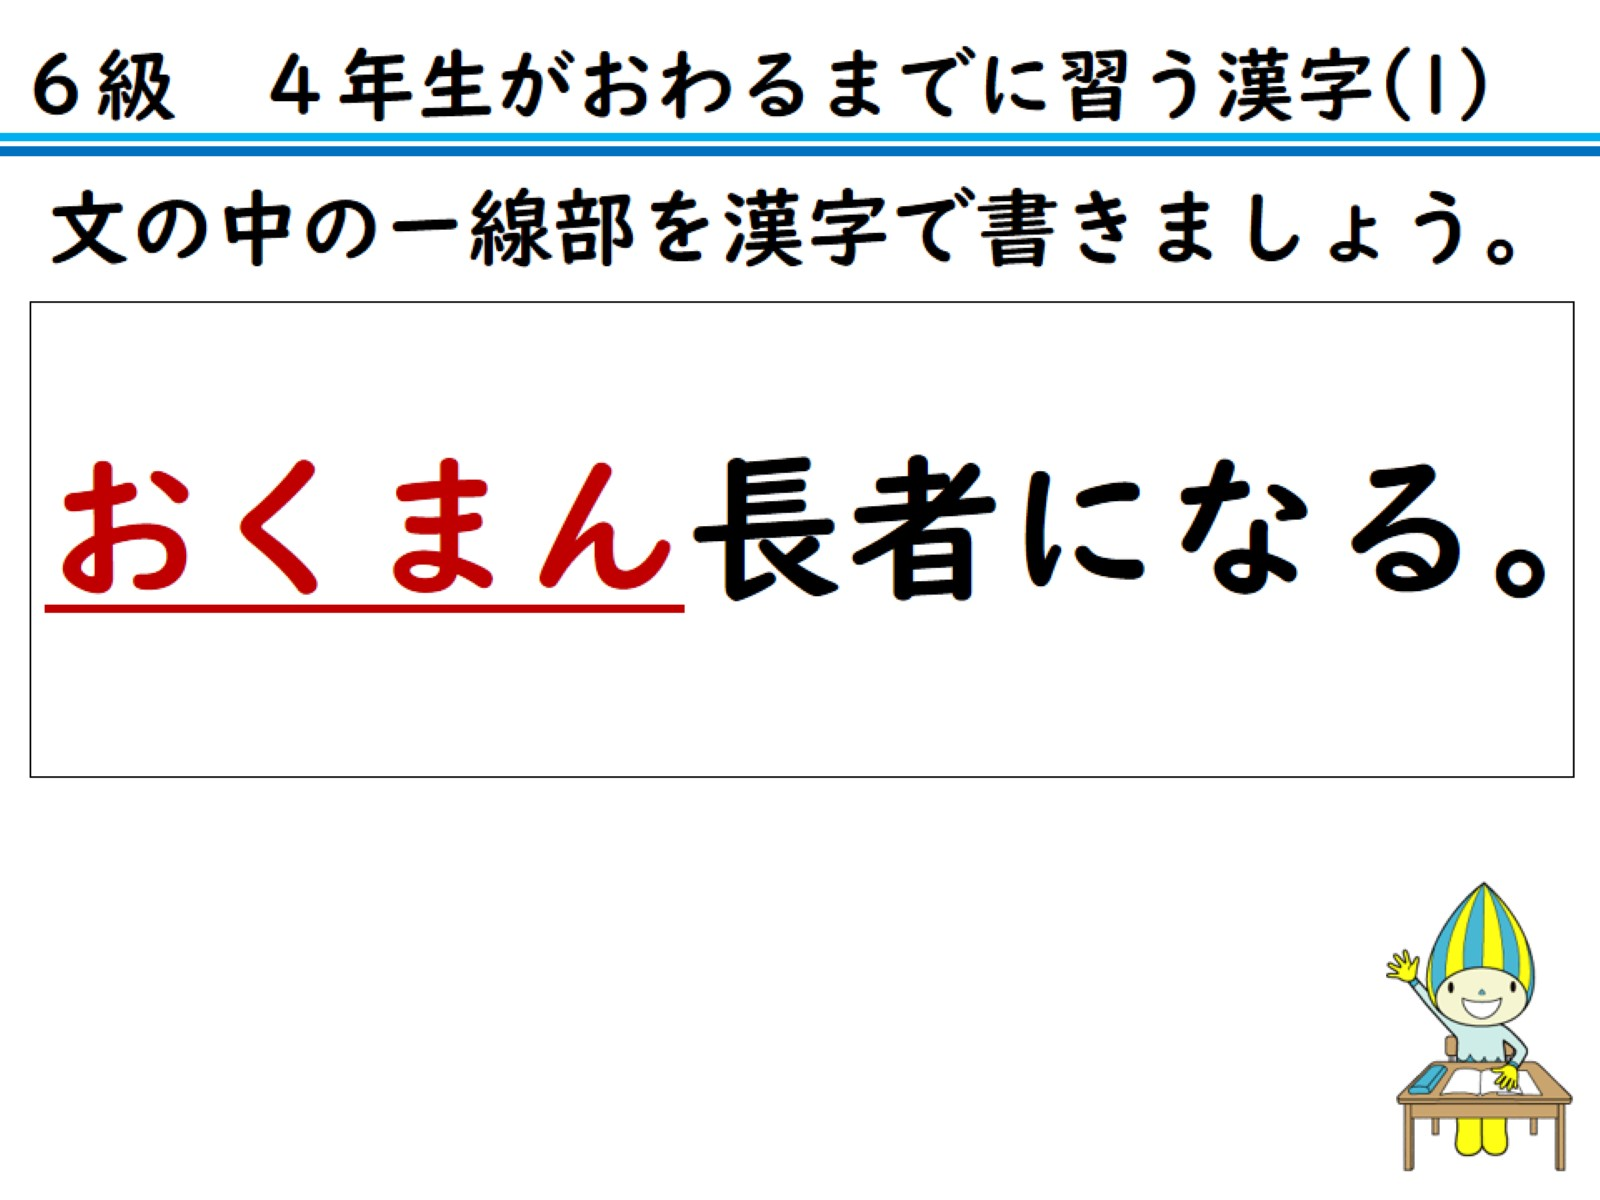 6級　4年生がおわるまでに習う漢字(1)
文の中の一線部を漢字で書きましょう。
おくまん長者になる。